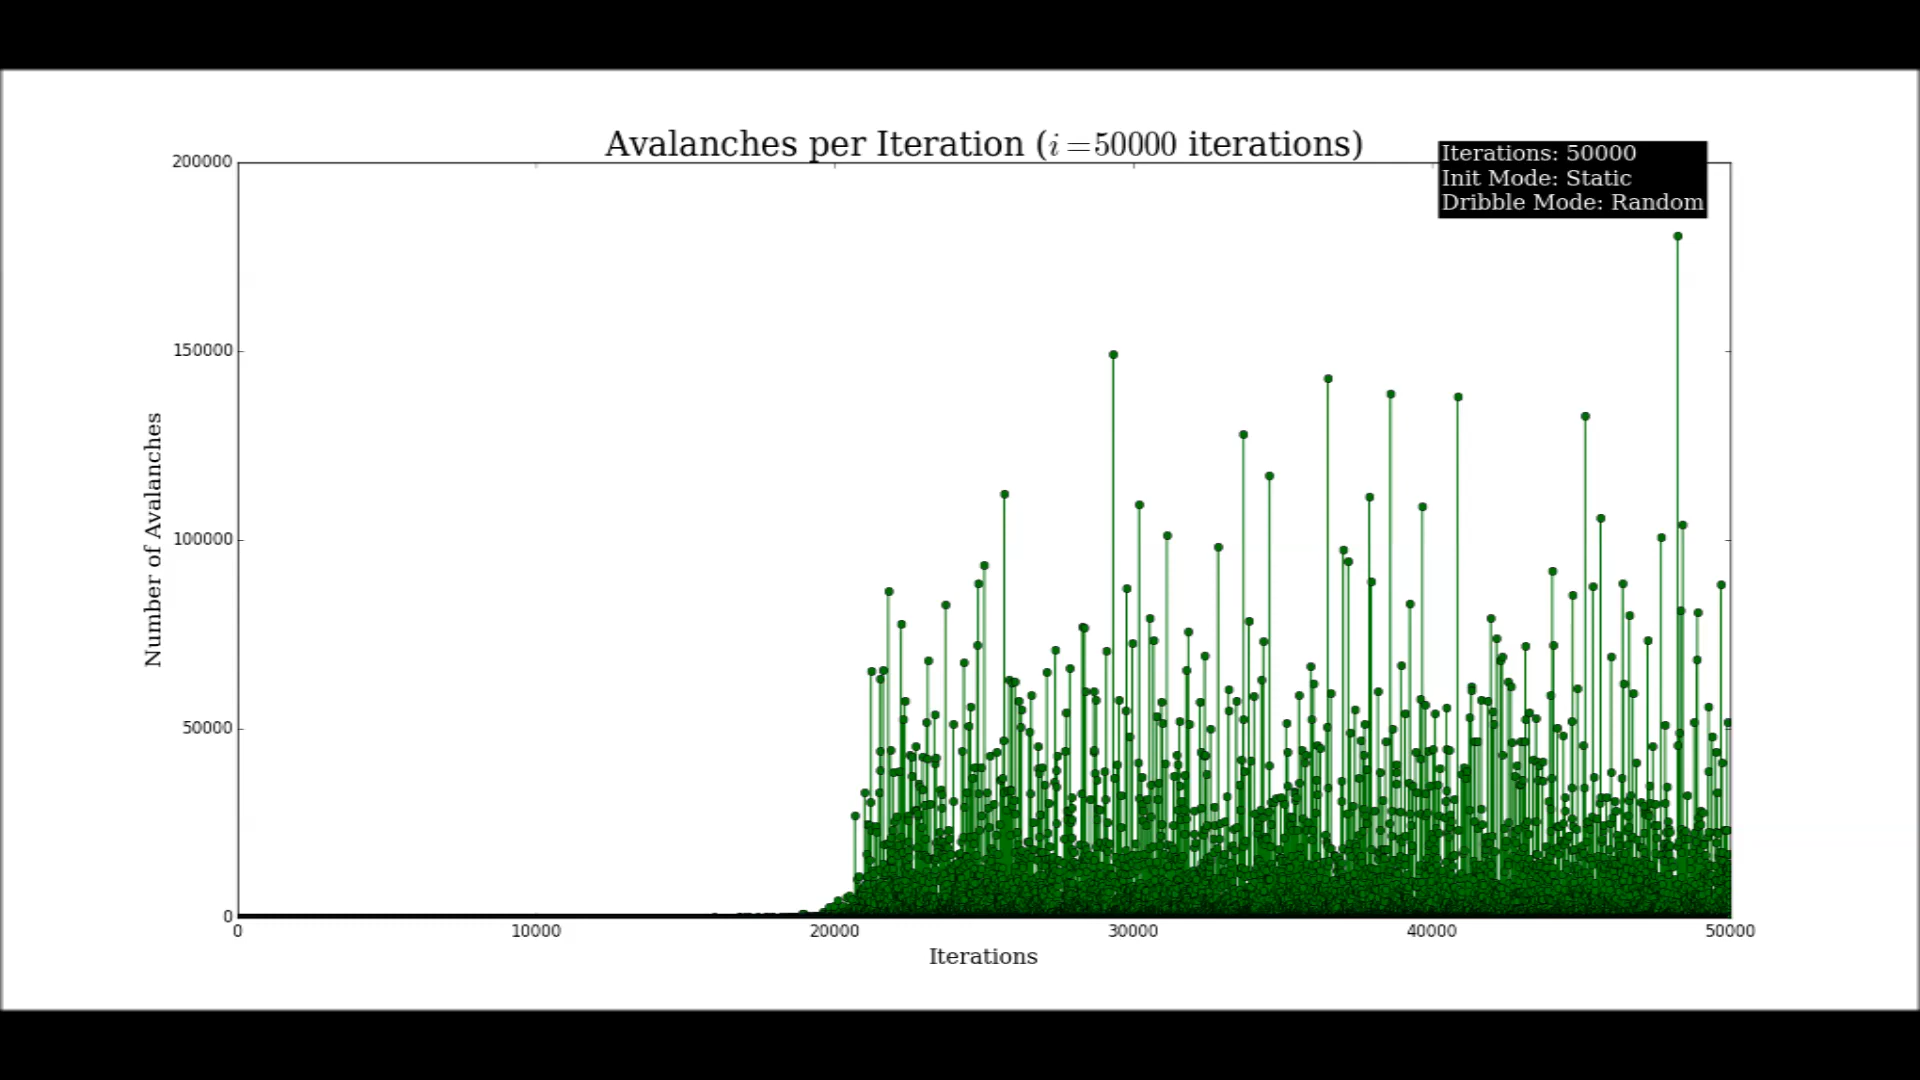 Avalanches per Iteration (i=50000 iterations)
Iterations: 50000
Init Mode: Static
Dribble Mode: Random
200000
150000
100000
50000
0
Number of Avalanches
0 10000 20000 30000 40000 50000
Iterations